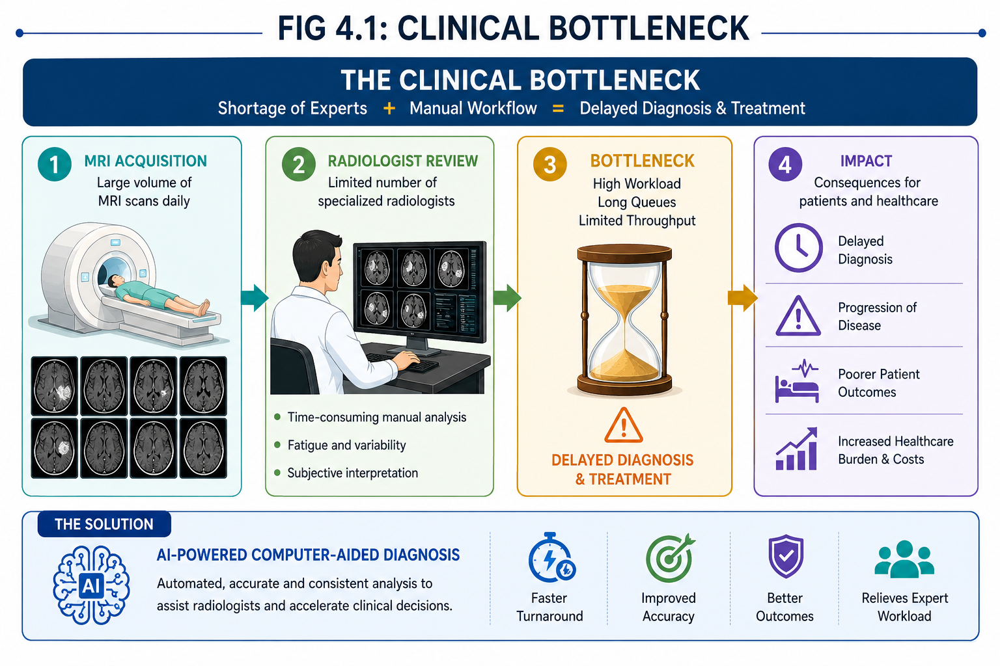 FIG 4.1: CLINICAL BOTTLENECK
THE CLINICAL BOTTLENECK
Shortage of Experts + Manual Workflow = Delayed Diagnosis & Treatment
1 MRI ACQUISITION
Large volume of
MRI scans daily
2 RADIOLOGIST REVIEW
Limited number of
specialized radiologists
Time-consuming manual analysis
Fatigue and variability
Subjective interpretation
3 BOTTLENECK
High Workload
Long Queues
Limited Throughput
DELAYED DIAGNOSIS
& TREATMENT
4 IMPACT
Consequences for
patients and healthcare
Delayed
Diagnosis
Progression of
Disease
Poorer Patient
Outcomes
Increased Healthcare
Burden & Costs
THE SOLUTION
AI
AI-POWERED COMPUTER-AIDED DIAGNOSIS
Automated, accurate and consistent analysis to
assist radiologists and accelerate clinical decisions.
Faster
Turnaround
Improved
Accuracy
Better
Outcomes
Relieves Expert
Workload